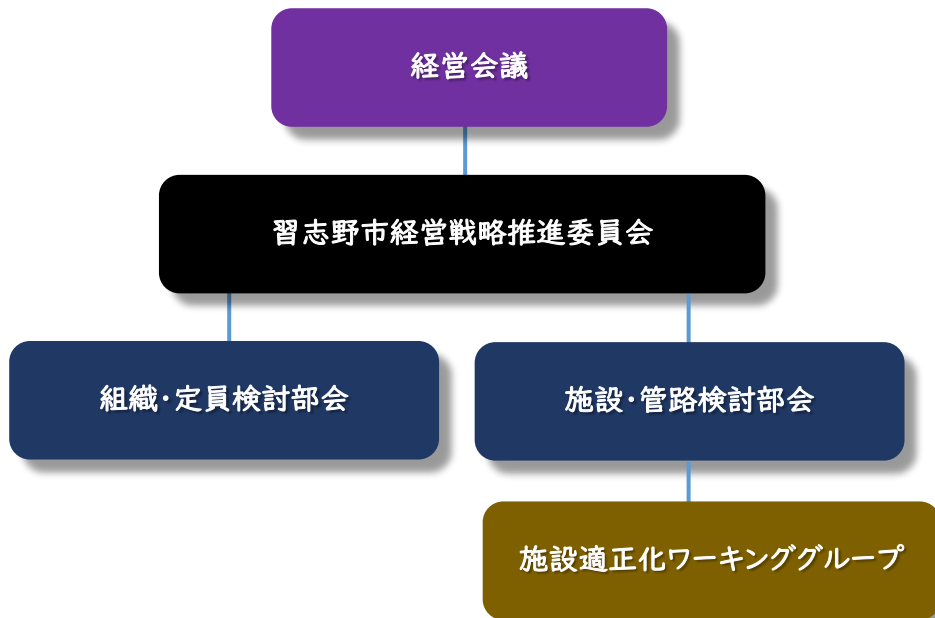 経営会議
習志野市経営戦略推進委員会
組織・定員検討部会
施設・管路検討部会
施設適正化ワーキンググループ